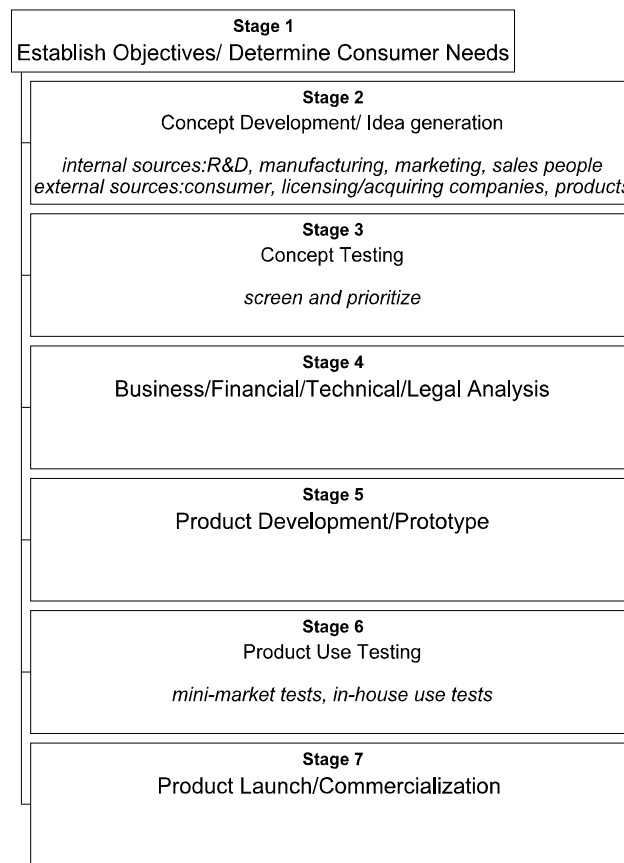 Stage 1
Establish Objectives/ Determine Consumer Needs
Stage 2
Concept Development/ Idea generation
internal sources:R&D, manufacturing, marketing, sales people
external sources:consumer, licensing/acquiring companies, products
Stage 3
Concept Testing
screen and prioritize
Stage 4
Business/Financial/Technical/Legal Analysis
Stage 5
Product Development/Prototype
Stage 6
Product Use Testing
mini-market tests, in-house use tests
Stage 7
Product Launch/Commercialization